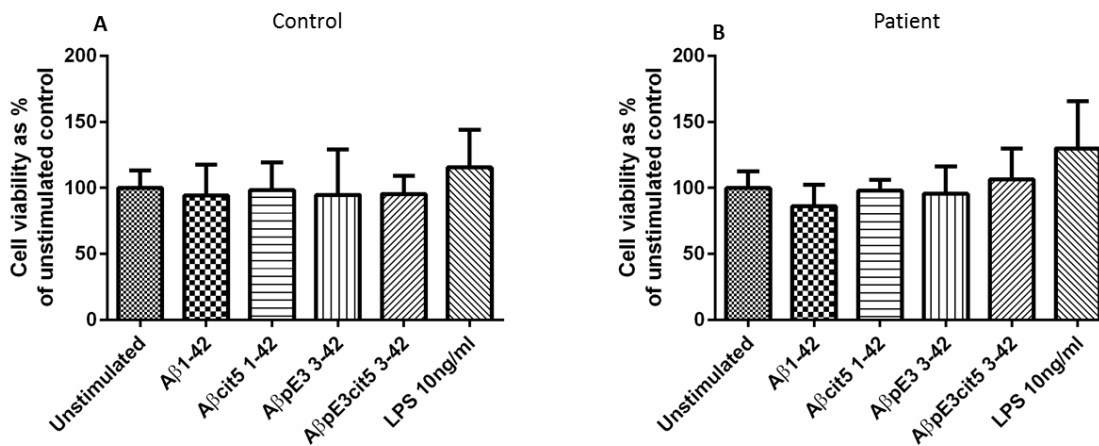 A
Control
Cell viability as %
of unstimulated control
200
150
100
50
0
Unstimulated
Aβ1-42
Aβcit5 1-42
AβpE3 3-42
AβpE3cit5 3-42
LPS 10ng/ml
B
Patient
Cell viability as %
of unstimulated control
200
150
100
50
0
Unstimulated
Aβ1-42
Aβcit5 1-42
AβpE3 3-42
AβpE3cit5 3-42
LPS 10ng/ml